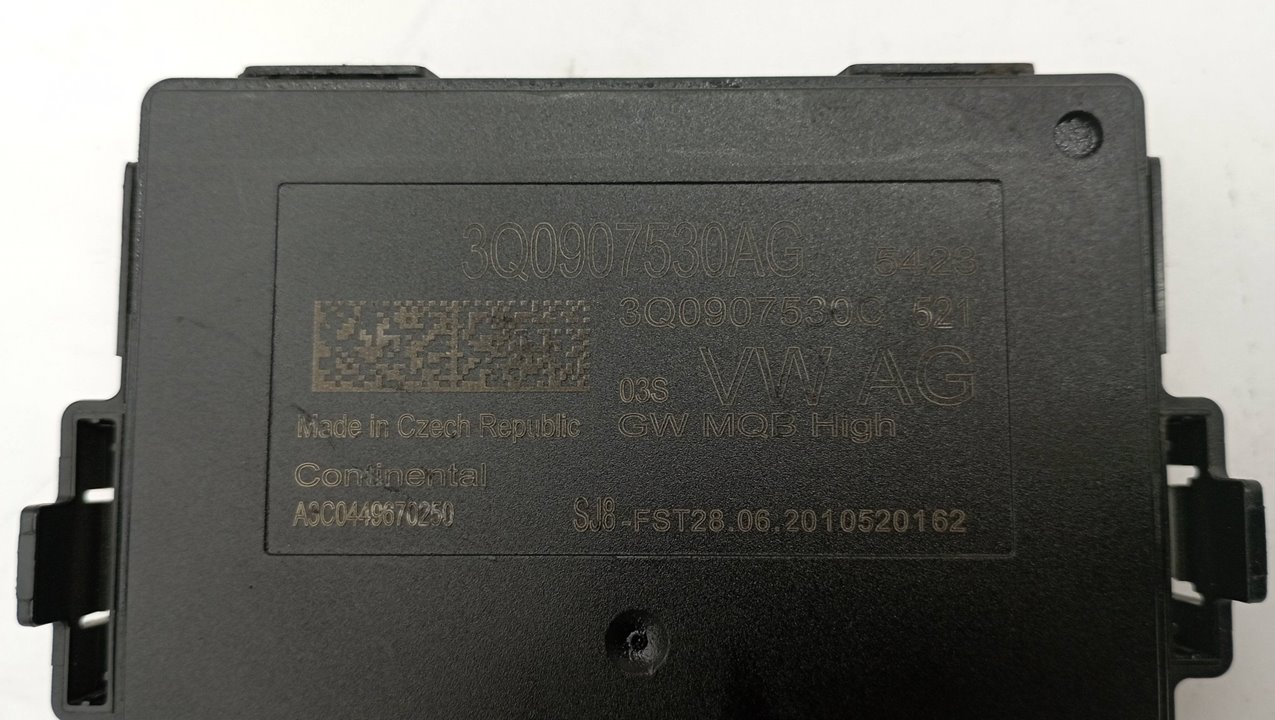 3Q0907530AG 5423
3Q0907530C 521
03S VW AG
Made in Czech Republic GW MQB High
Continental
A3C0449670250 SJ8-FST28.06.2010520162